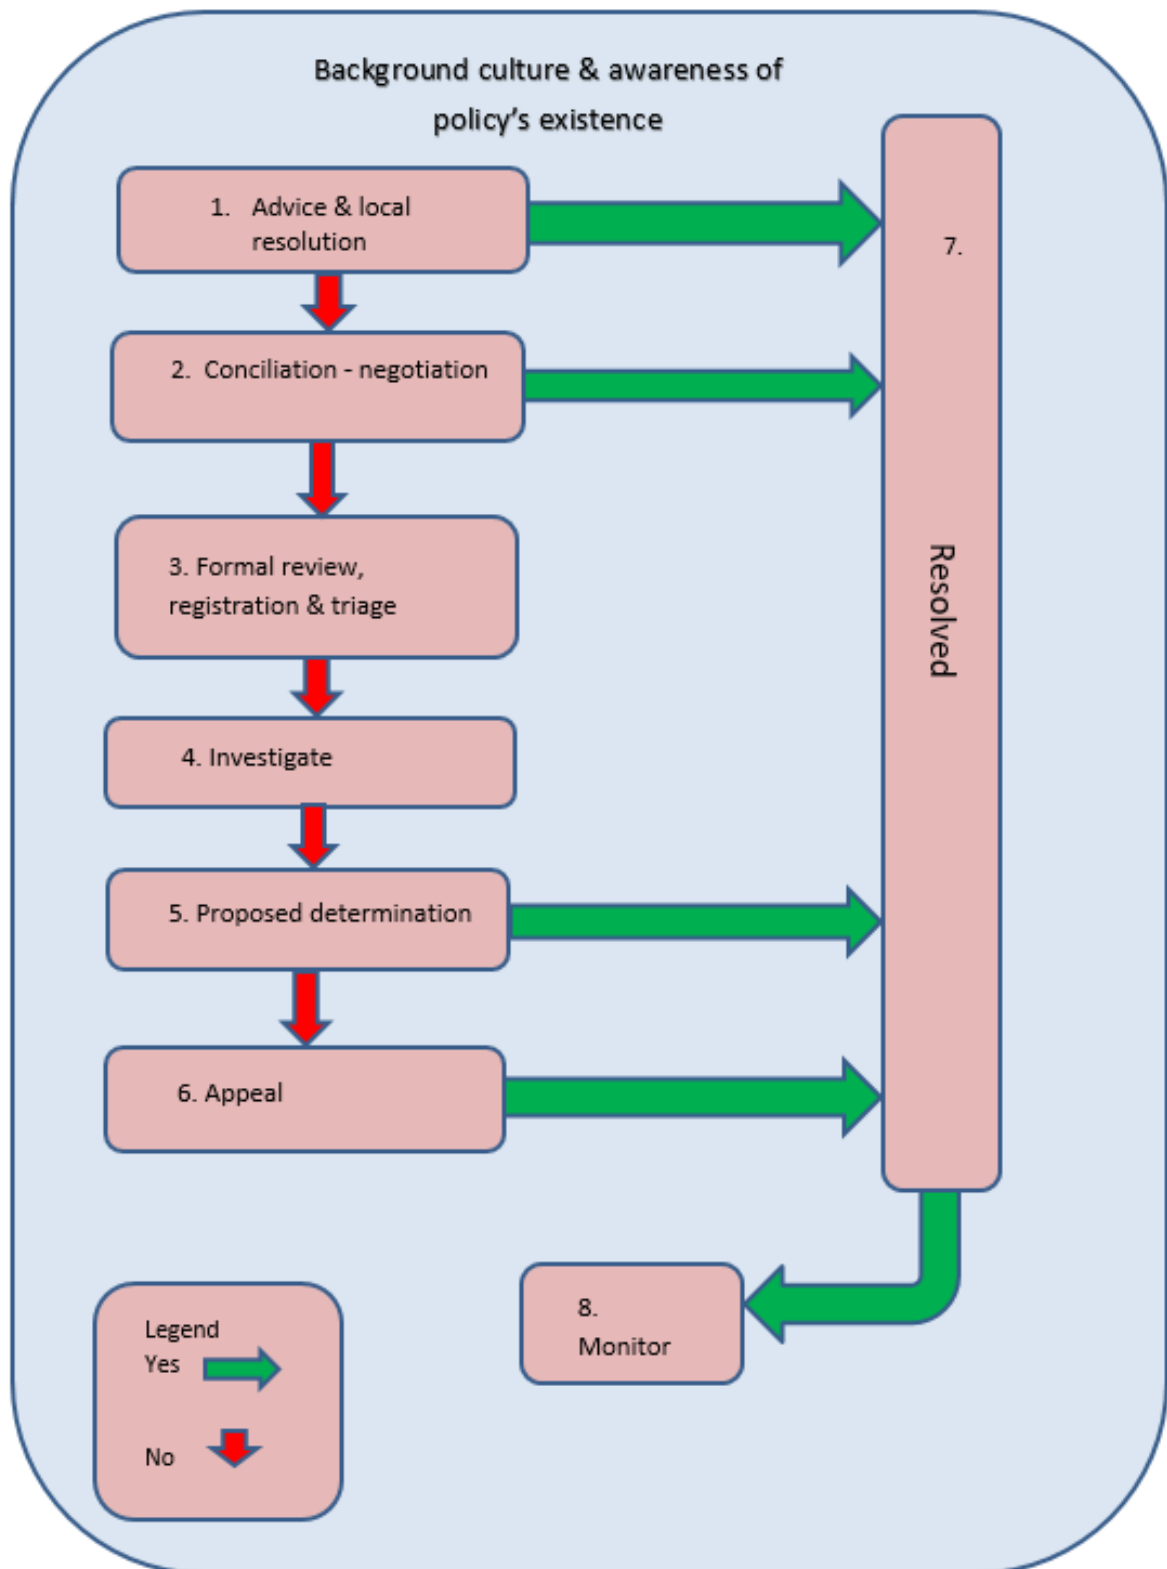 Background culture & awareness of
policy's existence
1. Advice & local
resolution
7.
2. Conciliation - negotiation
3. Formal review,
registration & triage
Resolved
4. Investigate
5. Proposed determination
6. Appeal
8.
Monitor
Legend
Yes
No